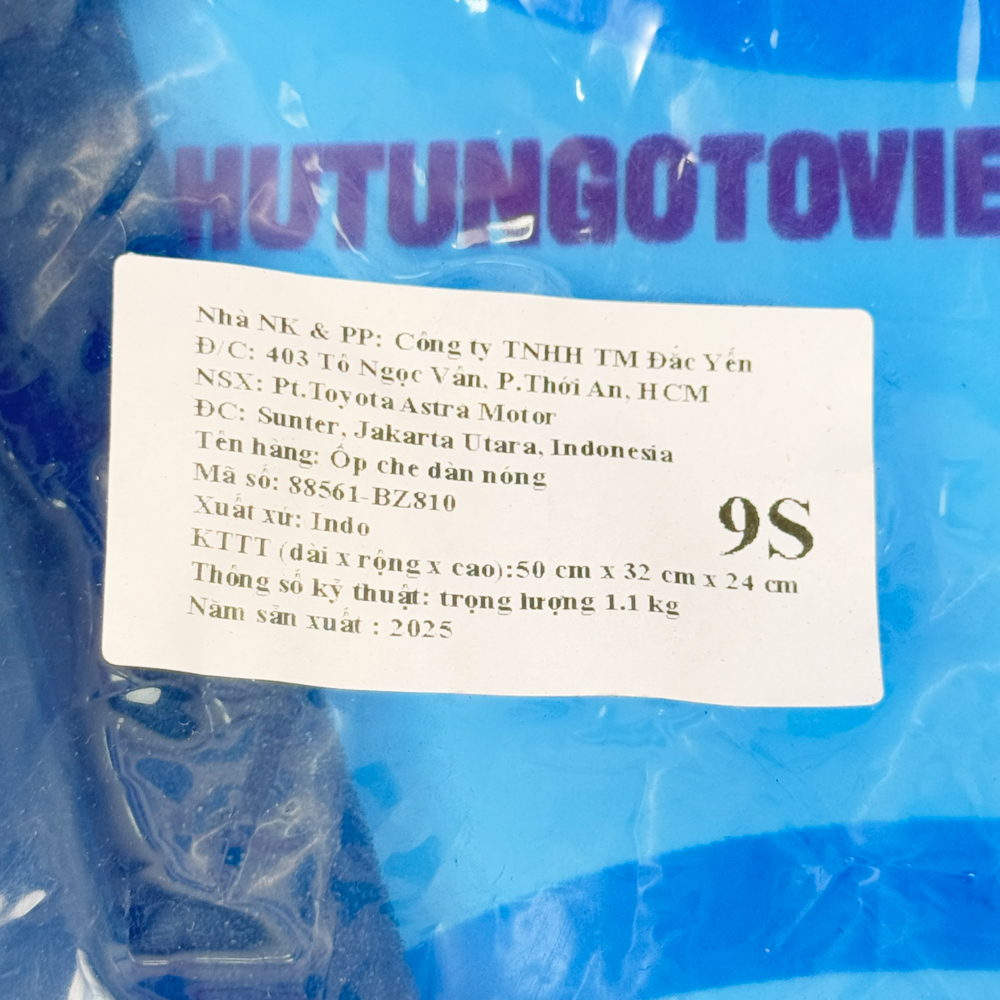 HUTUNGOTOVIE
Nhà NK & PP: Công ty TNHH TM Đắc Yến
Đ/C: 403 Tô Ngọc Vân, P.Thới An, HCM
NSX: Pt.Toyota Astra Motor
ĐC: Sunter, Jakarta Utara, Indonesia
Tên hàng: Ốp che dàn nóng
Mã số: 88561-BZ810
Xuất xứ: Indo
9S
KTTT (dài x rộng x cao):50 cm x 32 cm x 24 cm
Thông số kỹ thuật: trọng lượng 1.1 kg
Năm sản xuất : 2025